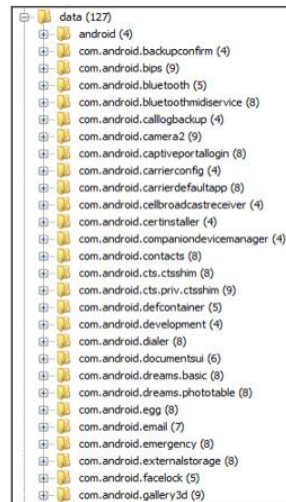 data (127)
android (4)
com.android.backupconfirm (4)
com.android.bips (9)
com.android.bluetooth (5)
com.android.bluetoothmidiservice (8)
com.android.calllogbackup (4)
com.android.camera2 (9)
com.android.captiveportallogin (8)
com.android.carrierconfig (4)
com.android.carrierdefaultapp (8)
com.android.cellbroadcastreceiver (4)
com.android.certinstaller (4)
com.android.companiondevicemanager (4)
com.android.contacts (8)
com.android.cts.ctsshim (8)
com.android.cts.priv.ctsshim (9)
com.android.defcontainer (5)
com.android.development (4)
com.android.dialer (8)
com.android.documentsui (6)
com.android.dreams.basic (8)
com.android.dreams.phototable (8)
com.android.egg (8)
com.android.email (7)
com.android.emergency (8)
com.android.externalstorage (8)
com.android.facelock (5)
com.android.gallery3d (9)